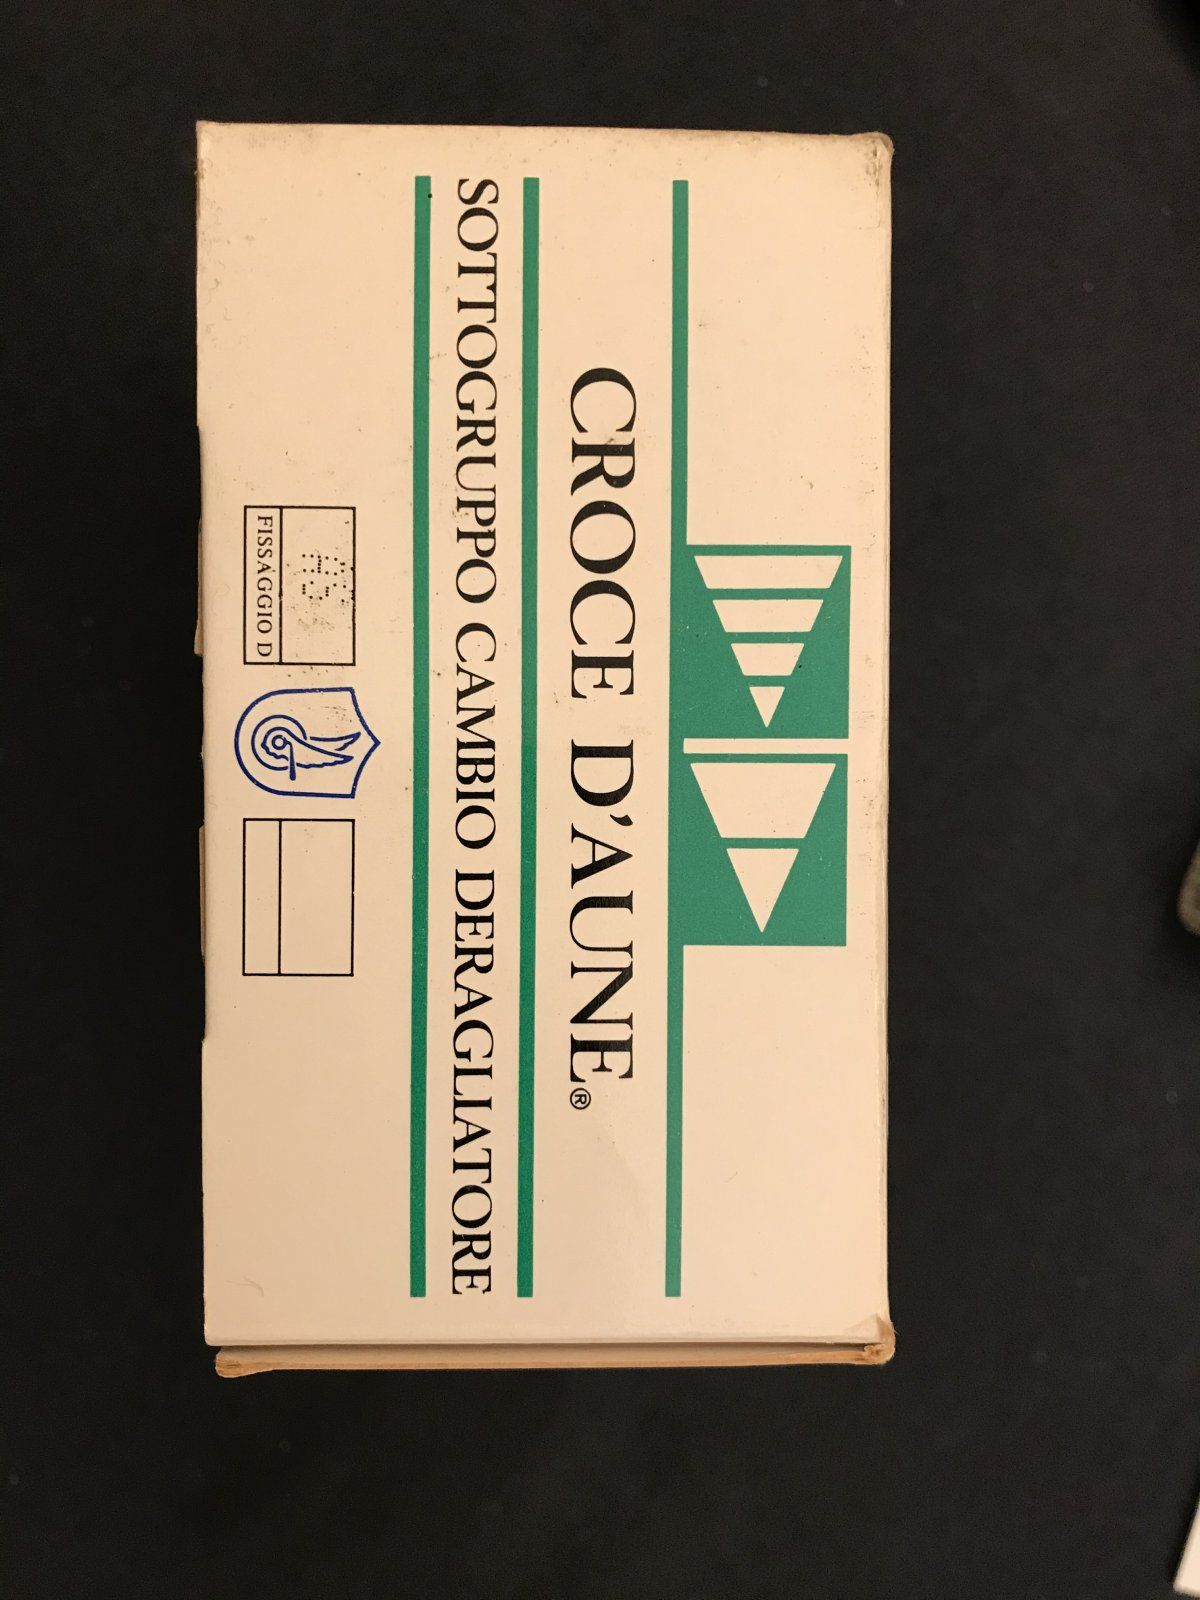 CROCE D'AUNE®
SOTTOGRUPPO CAMBIO DERAGLIATORE
FISSAGGIO D